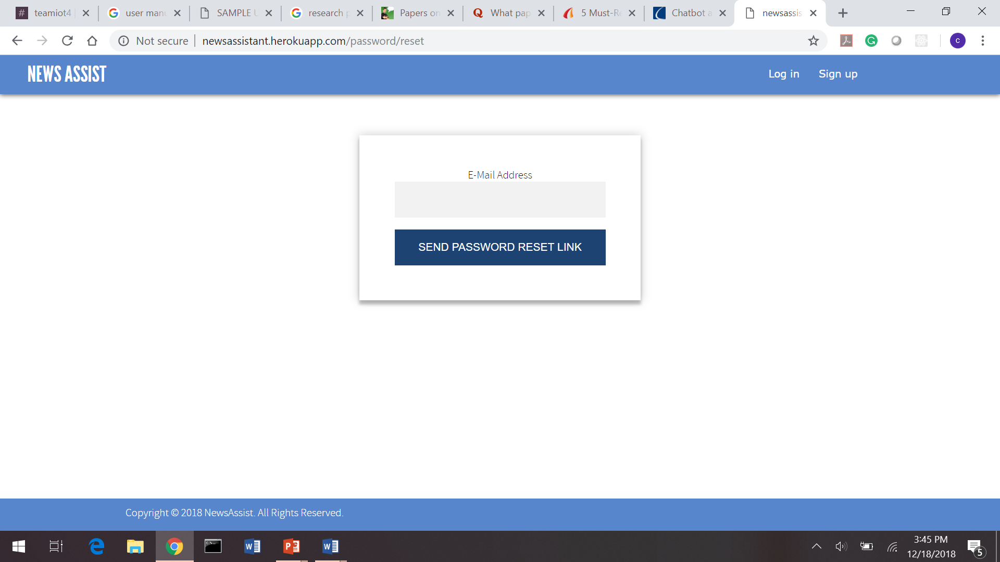 teamiot4
user manu
SAMPLE U
research p
Papers on
What pap
5 Must-Re
Chatbot a
newsassis
Not secure
newsassistant.herokuapp.com/password/reset
c
NEWS ASSIST
Log in
Sign up
E-Mail Address
SEND PASSWORD RESET LINK
Copyright © 2018 NewsAssist. All Rights Reserved.
3:45 PM
12/18/2018
5